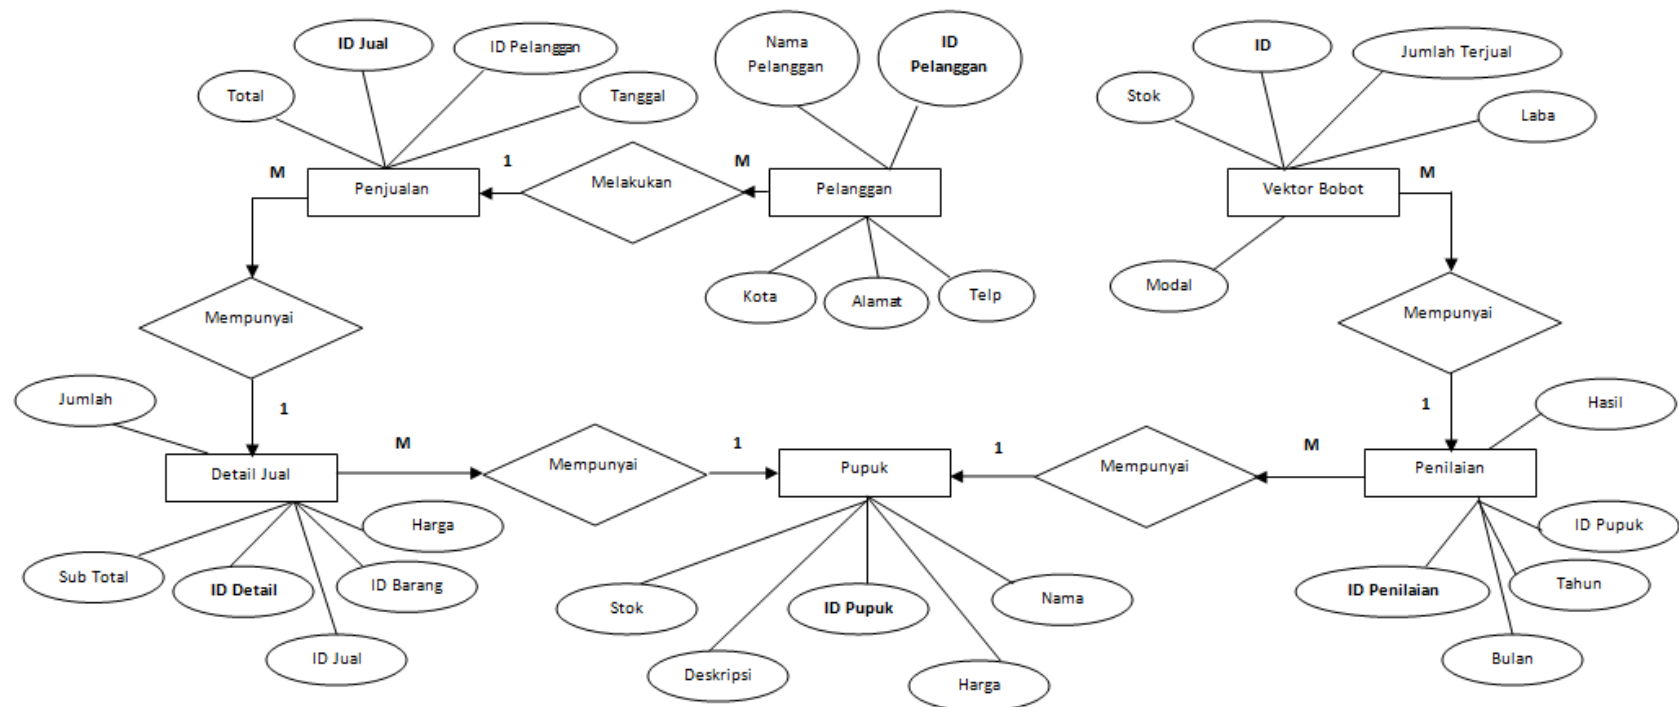 ID Jual
ID Pelanggan
Total
Tanggal
Nama
Pelanggan
ID
Pelanggan
ID
Jumlah Terjual
Stok
Laba
M
Penjualan
1
Melakukan
M
Pelanggan
Vektor Bobot
M
Kota
Alamat
Telp
Modal
Mempunyai
Mempunyai
Jumlah
1
1
Hasil
Detail Jual
M
Mempunyai
1
Pupuk
1
Mempunyai
M
Penilaian
Harga
Sub Total
ID Detail
ID Barang
ID Jual
Stok
ID Pupuk
Nama
Deskripsi
Harga
ID Pupuk
ID Penilaian
Tahun
Bulan